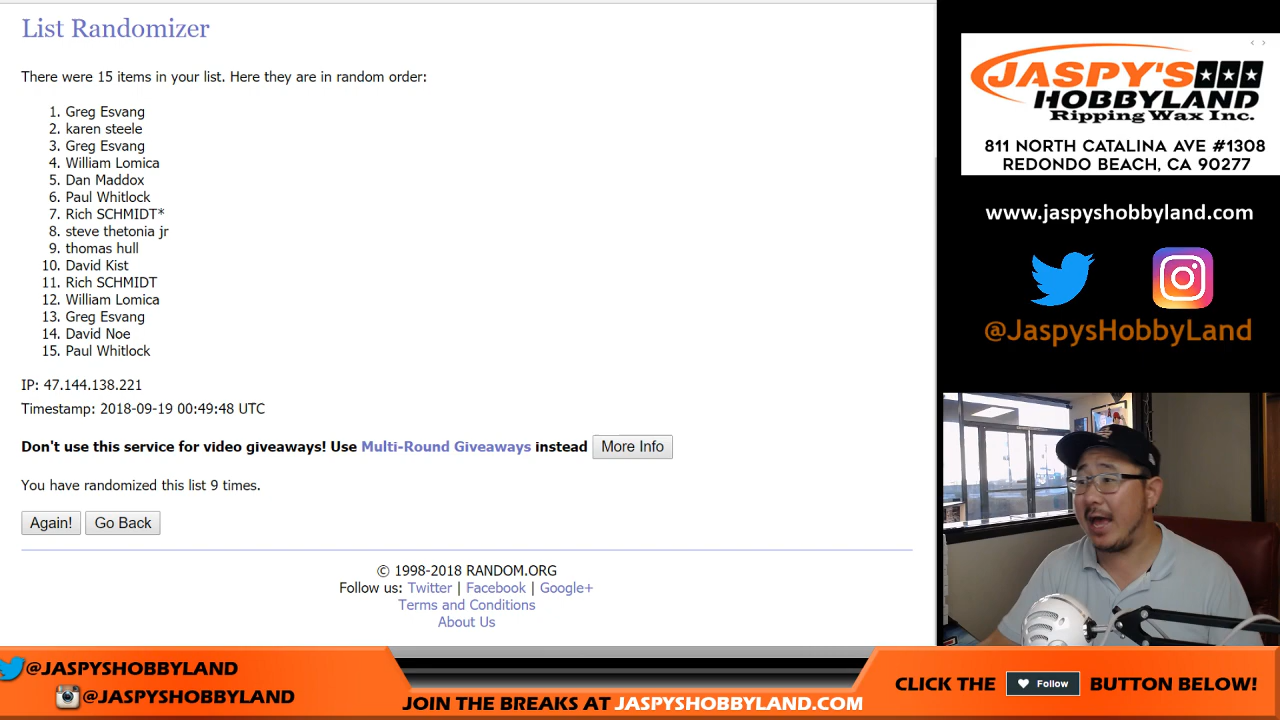 List Randomizer
There were 15 items in your list. Here they are in random order:
1. Greg Esvang
2. karen steele
3. Greg Esvang
4. William Lomica
5. Dan Maddox
6. Paul Whitlock
7. Rich SCHMIDT*
8. steve thetonia jr
9. thomas hull
10. David Kist
11. Rich SCHMIDT
12. William Lomica
13. Greg Esvang
14. David Noe
15. Paul Whitlock
IP: 47.144.138.221
Timestamp: 2018-09-19 00:49:48 UTC
Don't use this service for video giveaways! Use Multi-Round Giveaways instead More Info
You have randomized this list 9 times.
Again! Go Back
© 1998-2018 RANDOM.ORG
Follow us: Twitter | Facebook | Google+
Terms and Conditions
About Us
JASPY'S
HOBBYLAND
Ripping Wax Inc.
811 NORTH CATALINA AVE #1308
REDONDO BEACH, CA 90277
www.jaspyshobbyland.com
@JaspysHobbyLand
@JASPYSHOBBYLAND
@JASPYSHOBBYLAND
JOIN THE BREAKS AT JASPYSHOBBYLAND.COM
CLICK THE Follow BUTTON BELOW!